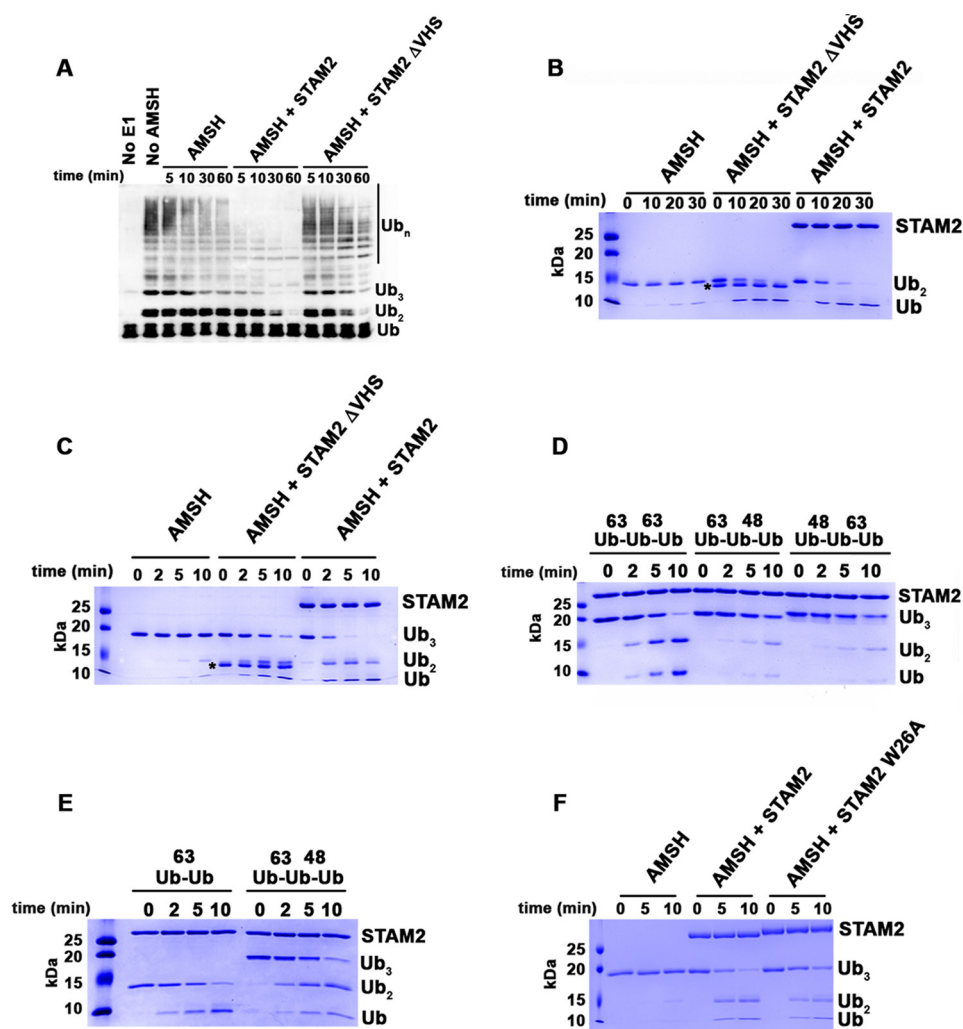 A
No E1
No AMSH
AMSH
AMSH + STAM2
AMSH + STAM2 ΔVHS
time (min) 5 10 30 60 5 10 30 60 5 10 30 60
Ubn
Ub3
Ub2
Ub
B
AMSH
AMSH + STAM2 ΔVHS
AMSH + STAM2
time (min) 0 10 20 30 0 10 20 30 0 10 20 30
kDa
25
20
15
10
*
STAM2
Ub2
Ub
C
AMSH
AMSH + STAM2 ΔVHS
AMSH + STAM2
time (min) 0 2 5 10 0 2 5 10 0 2 5 10
kDa
25
20
15
10
*
STAM2
Ub3
Ub2
Ub
D
63 63 63 48 48 63
Ub-Ub-Ub Ub-Ub-Ub Ub-Ub-Ub
time (min) 0 2 5 10 0 2 5 10 0 2 5 10
kDa
25
20
15
10
STAM2
Ub3
Ub2
Ub
E
63 63 48
Ub-Ub Ub-Ub-Ub
time (min) 0 2 5 10 0 2 5 10
kDa
25
20
15
10
STAM2
Ub3
Ub2
Ub
F
AMSH
AMSH + STAM2
AMSH + STAM2 W26A
time (min) 0 5 10 0 5 10 0 5 10
kDa
25
20
15
10
STAM2
Ub3
Ub2
Ub